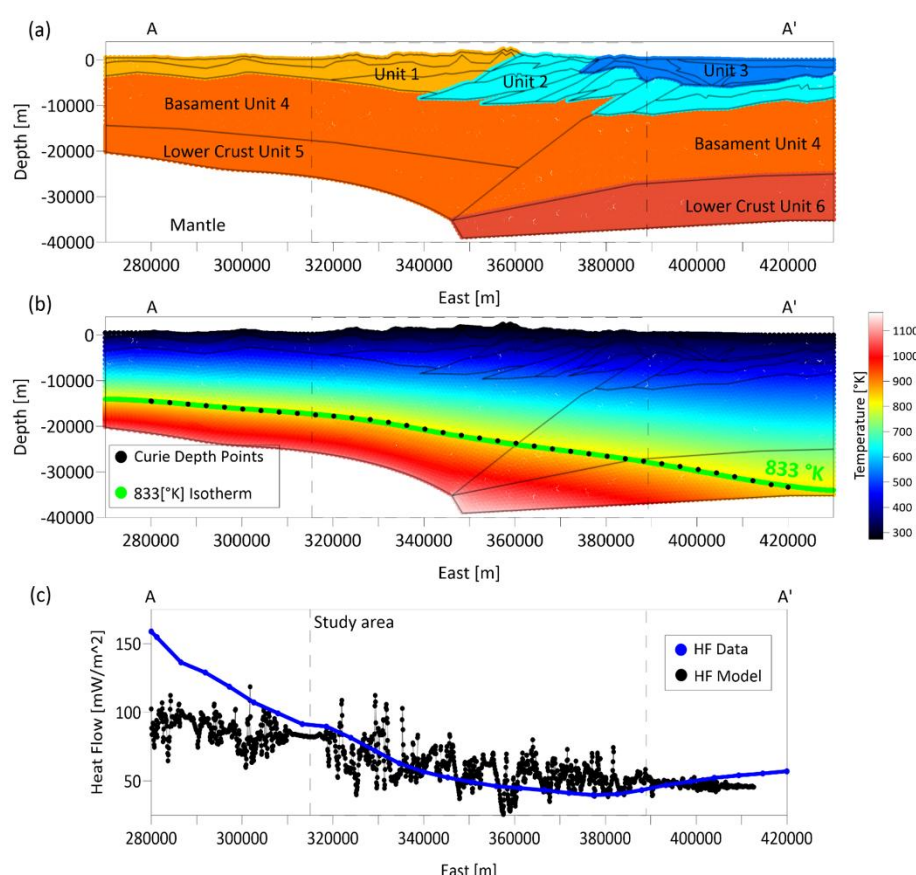 (a)
A
A'
0
-10000
-20000
-30000
-40000
Depth [m]
Unit 1
Unit 2
Unit 3
Basament Unit 4
Basament Unit 4
Lower Crust Unit 5
Lower Crust Unit 6
Mantle
280000 300000 320000 340000 360000 380000 400000 420000
East [m]
(b)
A
A'
0
-10000
-20000
-30000
-40000
Depth [m]
Curie Depth Points
833[°K] Isotherm
833 °K
280000 300000 320000 340000 360000 380000 400000 420000
East [m]
Temperature [°K]
1100
1000
900
800
700
600
500
400
300
(c)
A
A'
Study area
HF Data
HF Model
150
100
50
Heat Flow [mW/m^2]
280000 300000 320000 340000 360000 380000 400000 420000
East [m]